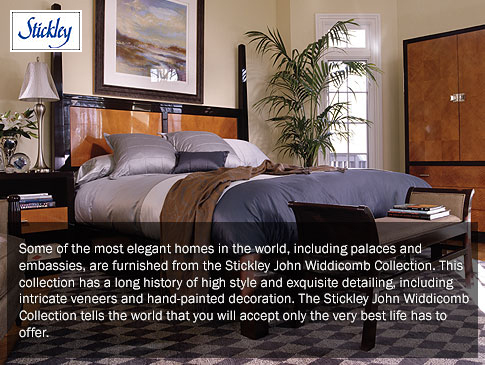 Stickley
Some of the most elegant homes in the world, including palaces and
embassies, are furnished from the Stickley John Widdicomb Collection. This
collection has a long history of high style and exquisite detailing, including
intricate veneers and hand-painted decoration. The Stickley John Widdicomb
Collection tells the world that you will accept only the very best life has to
offer.